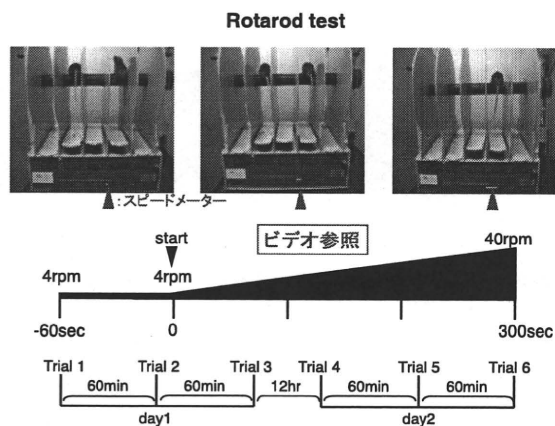 Rotarod test
▲:スピードメーター
start
ビデオ参照
40rpm
4rpm
4rpm
-60sec
0
300sec
Trial 1
Trial 2
Trial 3
Trial 4
Trial 5
Trial 6
60min
60min
12hr
60min
60min
day1
day2